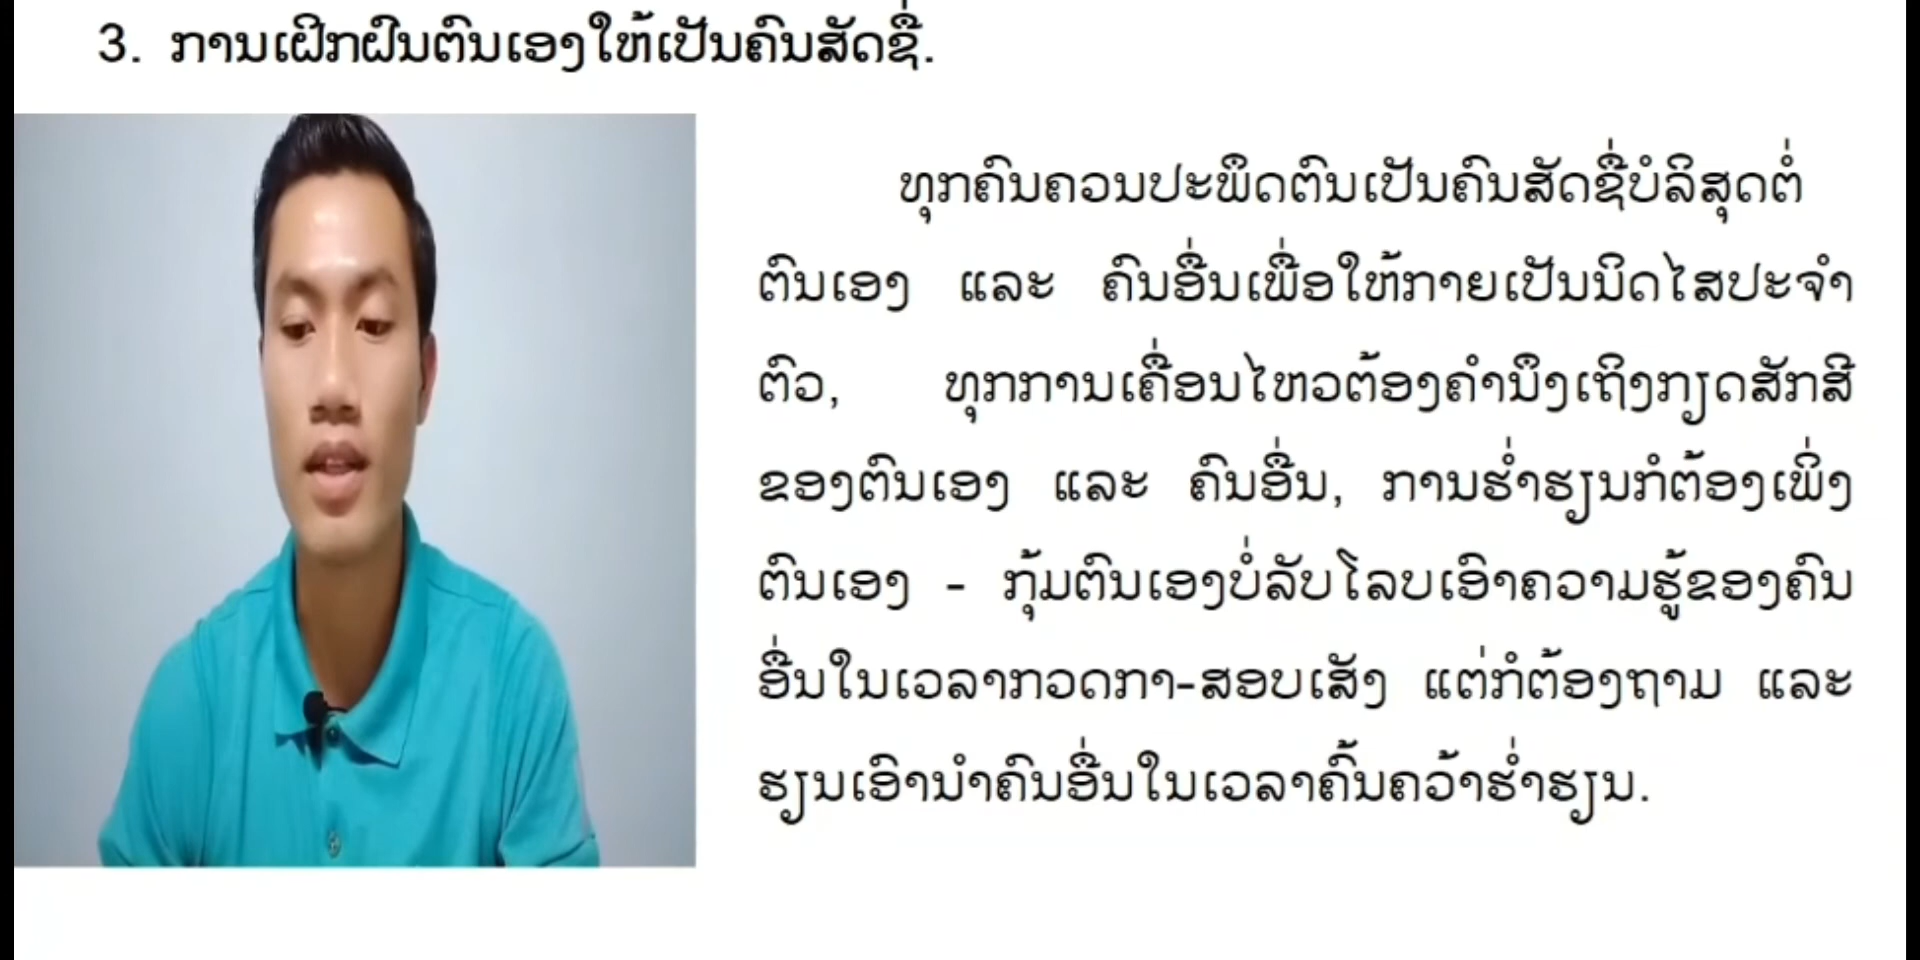 3. ການເຝີກຝົນຕົນເອງໃຫ້ເປັນຄົນສັດຊື່.
ທຸກຄົນຄວນປະພຶດຕົນເປັນຄົນສັດຊື່ບໍລິສຸດຕໍ່
ຕົນເອງ ແລະ ຄົນອື່ນເພື່ອໃຫ້ກາຍເປັນນິດໄສປະຈຳ
ຕົວ, ທຸກການເຄື່ອນໄຫວຕ້ອງຄຳນຶງເຖິງກຽດສັກສີ
ຂອງຕົນເອງ ແລະ ຄົນອື່ນ, ການຮ່ຳຮຽນກໍຕ້ອງເພິ່ງ
ຕົນເອງ - ກຸ້ມຕົນເອງບໍ່ລັບໂລບເອົາຄວາມຮູ້ຂອງຄົນ
ອື່ນໃນເວລາກວດກາ-ສອບເສັງ ແຕ່ກໍຕ້ອງຖາມ ແລະ
ຮຽນເອົານຳຄົນອື່ນໃນເວລາຄົ້ນຄວ້າຮ່ຳຮຽນ.